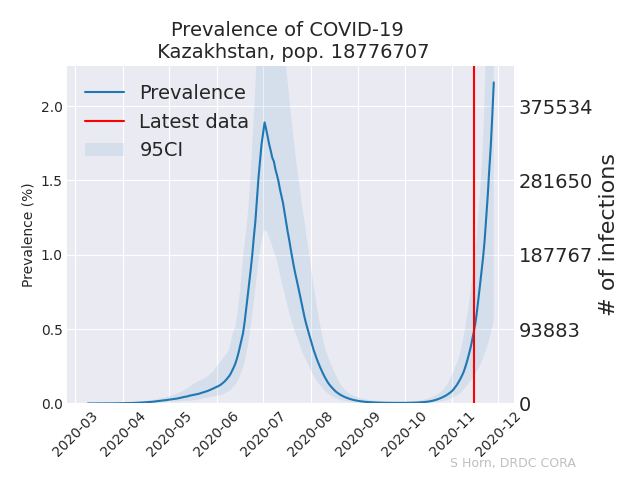 Prevalence of COVID-19
Kazakhstan, pop. 18776707
Prevalence
Latest data
95CI
Prevalence (%)
2.0
1.5
1.0
0.5
0.0
375534
281650
187767
93883
0
# of infections
2020-03
2020-04
2020-05
2020-06
2020-07
2020-08
2020-09
2020-10
2020-11
2020-12
S Horn, DRDC CORA